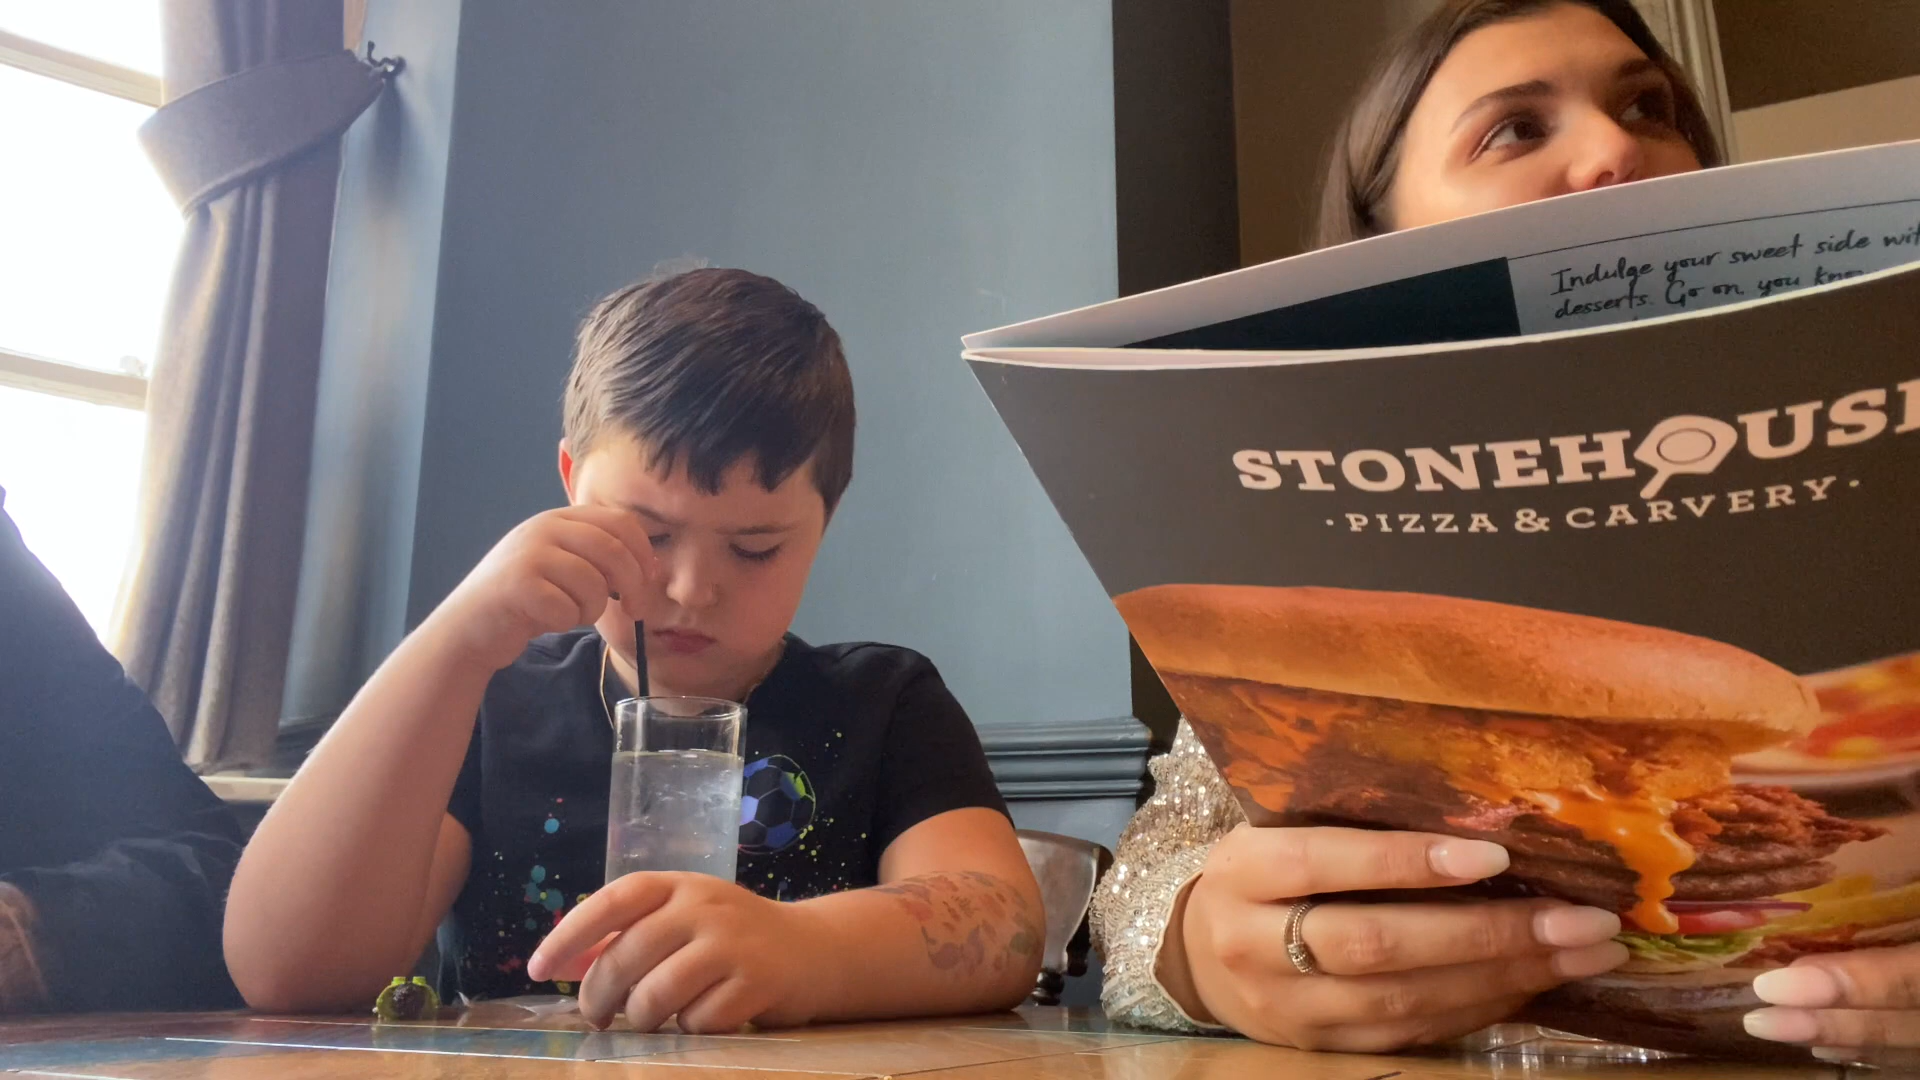 Indulge your sweet side
desserts. Go on, you
STONEHOUSE
· PIZZA & CARVERY ·